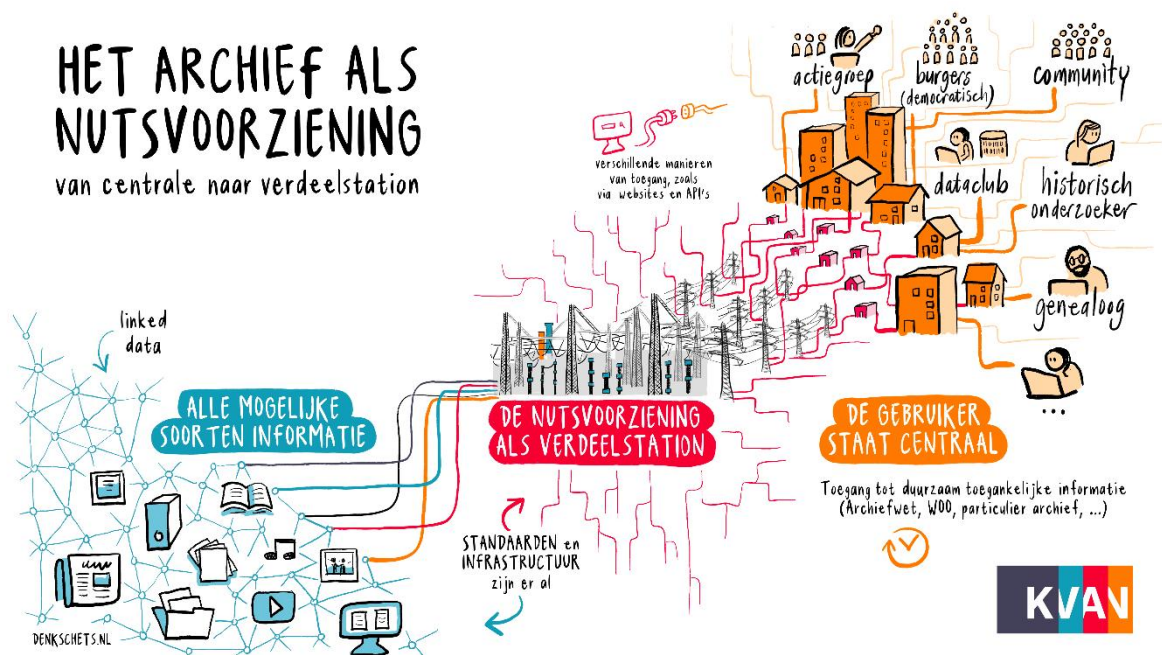 HET ARCHIEF ALS
NUTSVOORZIENING
van centrale naar verdeelstation
verschillende manieren
van toegang, zoals
via websites en API's
actiegroep
burgers
(democratisch)
community
dataclub
historisch
onderzoeker
genealoog
...
linked
data
ALLE MOGELIJKE
SOORTEN INFORMATIE
DE NUTSVOORZIENING
ALS VERDEELSTATION
DE GEBRUIKER
STAAT CENTRAAL
Toegang tot duurzaam toegankelijke informatie
(Archiefwet, WOO, particulier archief, ...)
STANDAARDEN en
INFRASTRUCTUUR
zijn er al
DENKSCHETS.NL
KVAN